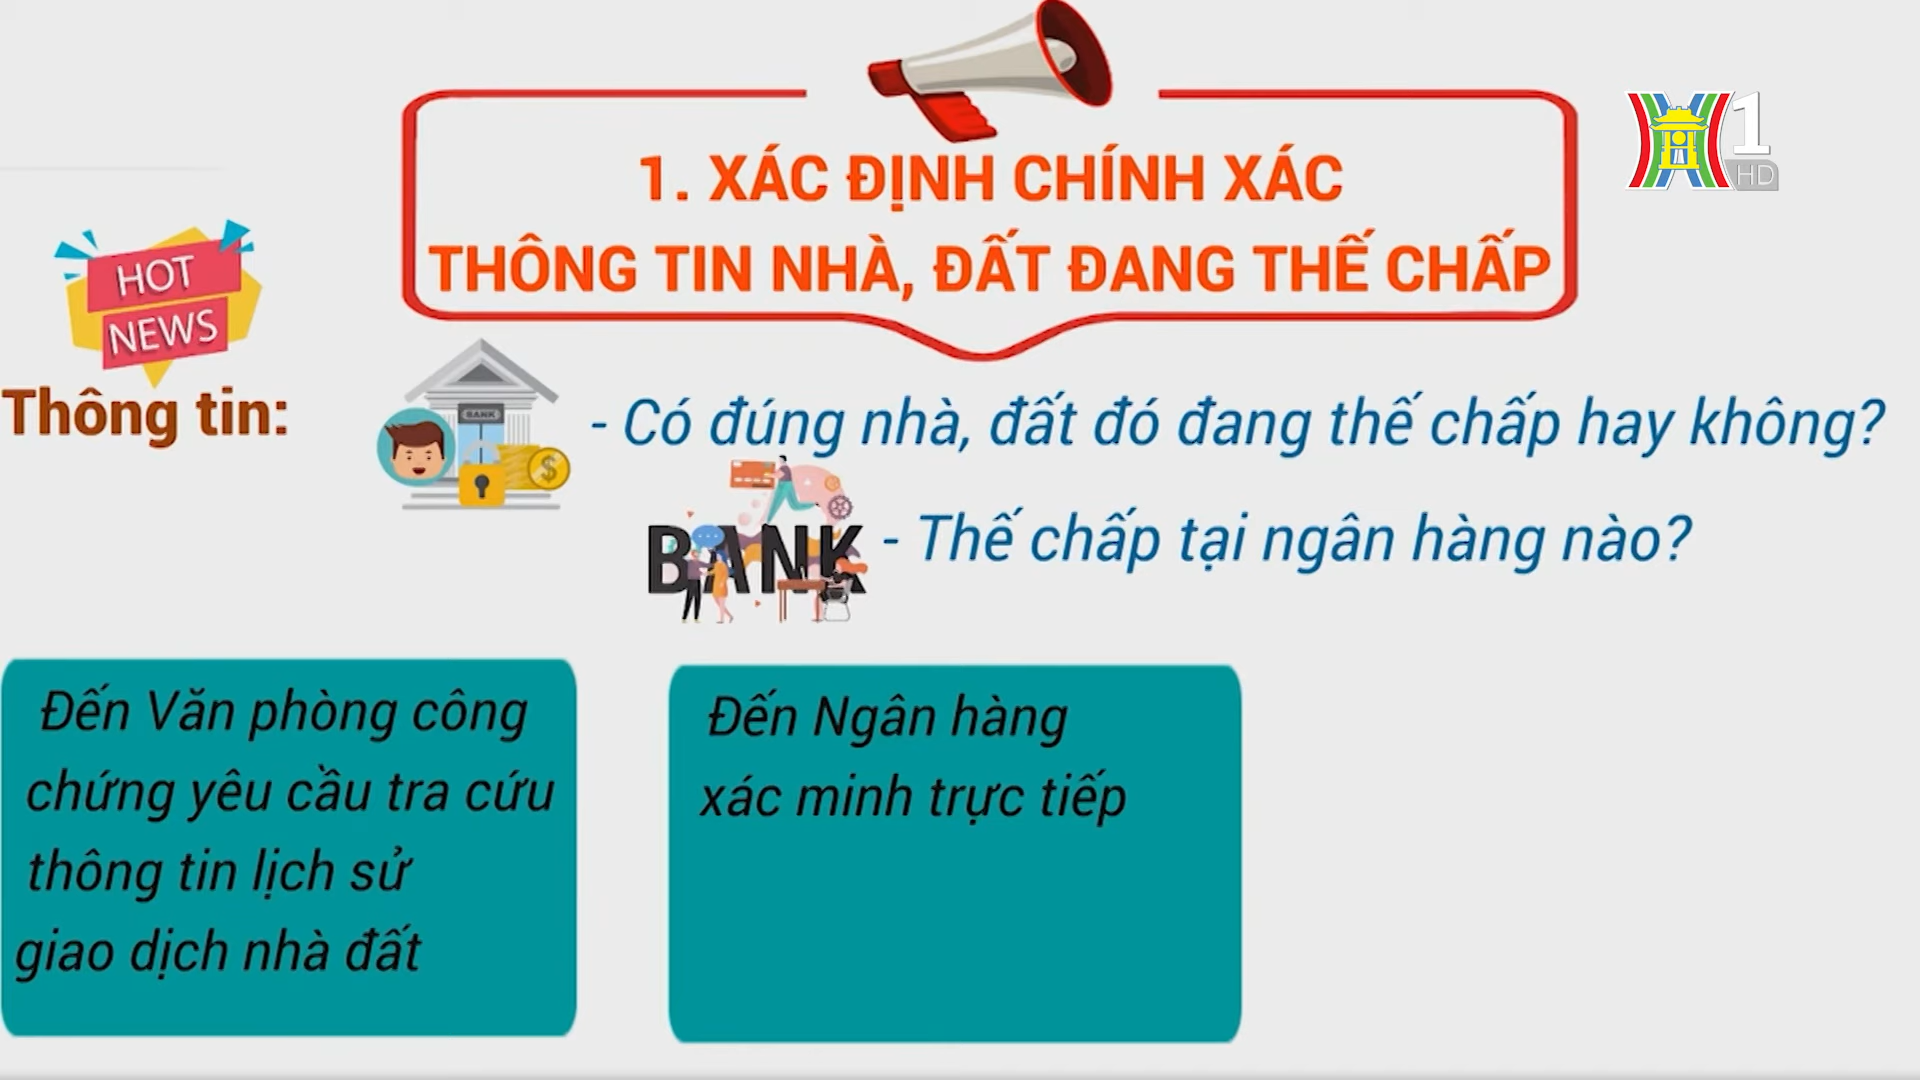 1
HD
1. XÁC ĐỊNH CHÍNH XÁC
THÔNG TIN NHÀ, ĐẤT ĐANG THẾ CHẤP
HOT
NEWS
Thông tin:
BANK
- Có đúng nhà, đất đó đang thế chấp hay không?
BANK
- Thế chấp tại ngân hàng nào?
Đến Văn phòng công
chứng yêu cầu tra cứu
thông tin lịch sử
giao dịch nhà đất
Đến Ngân hàng
xác minh trực tiếp